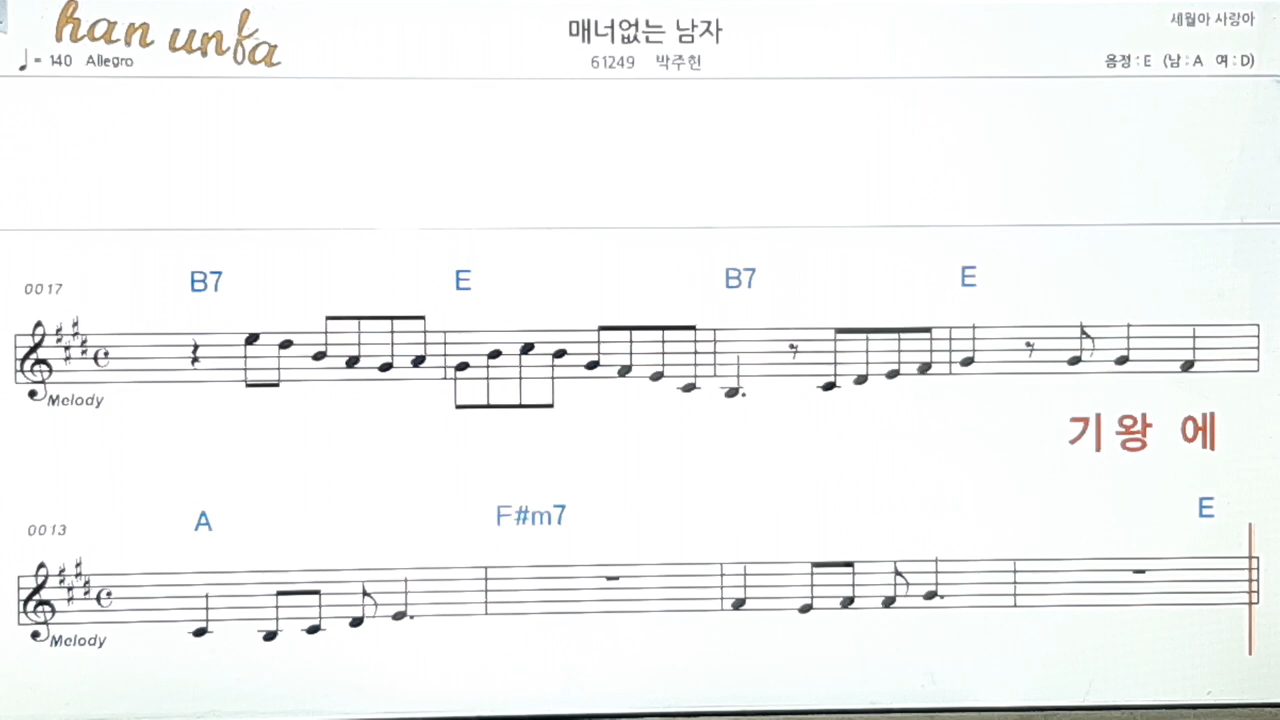 han unfa
매너없는 남자
세월아 사랑아
♩ = 140 Allegro
61249 박주현
음정 : E (남 : A 여 : D)
0017
B7 E B7 E
Melody
기 왕 에
0013
A F#m7 E
Melody